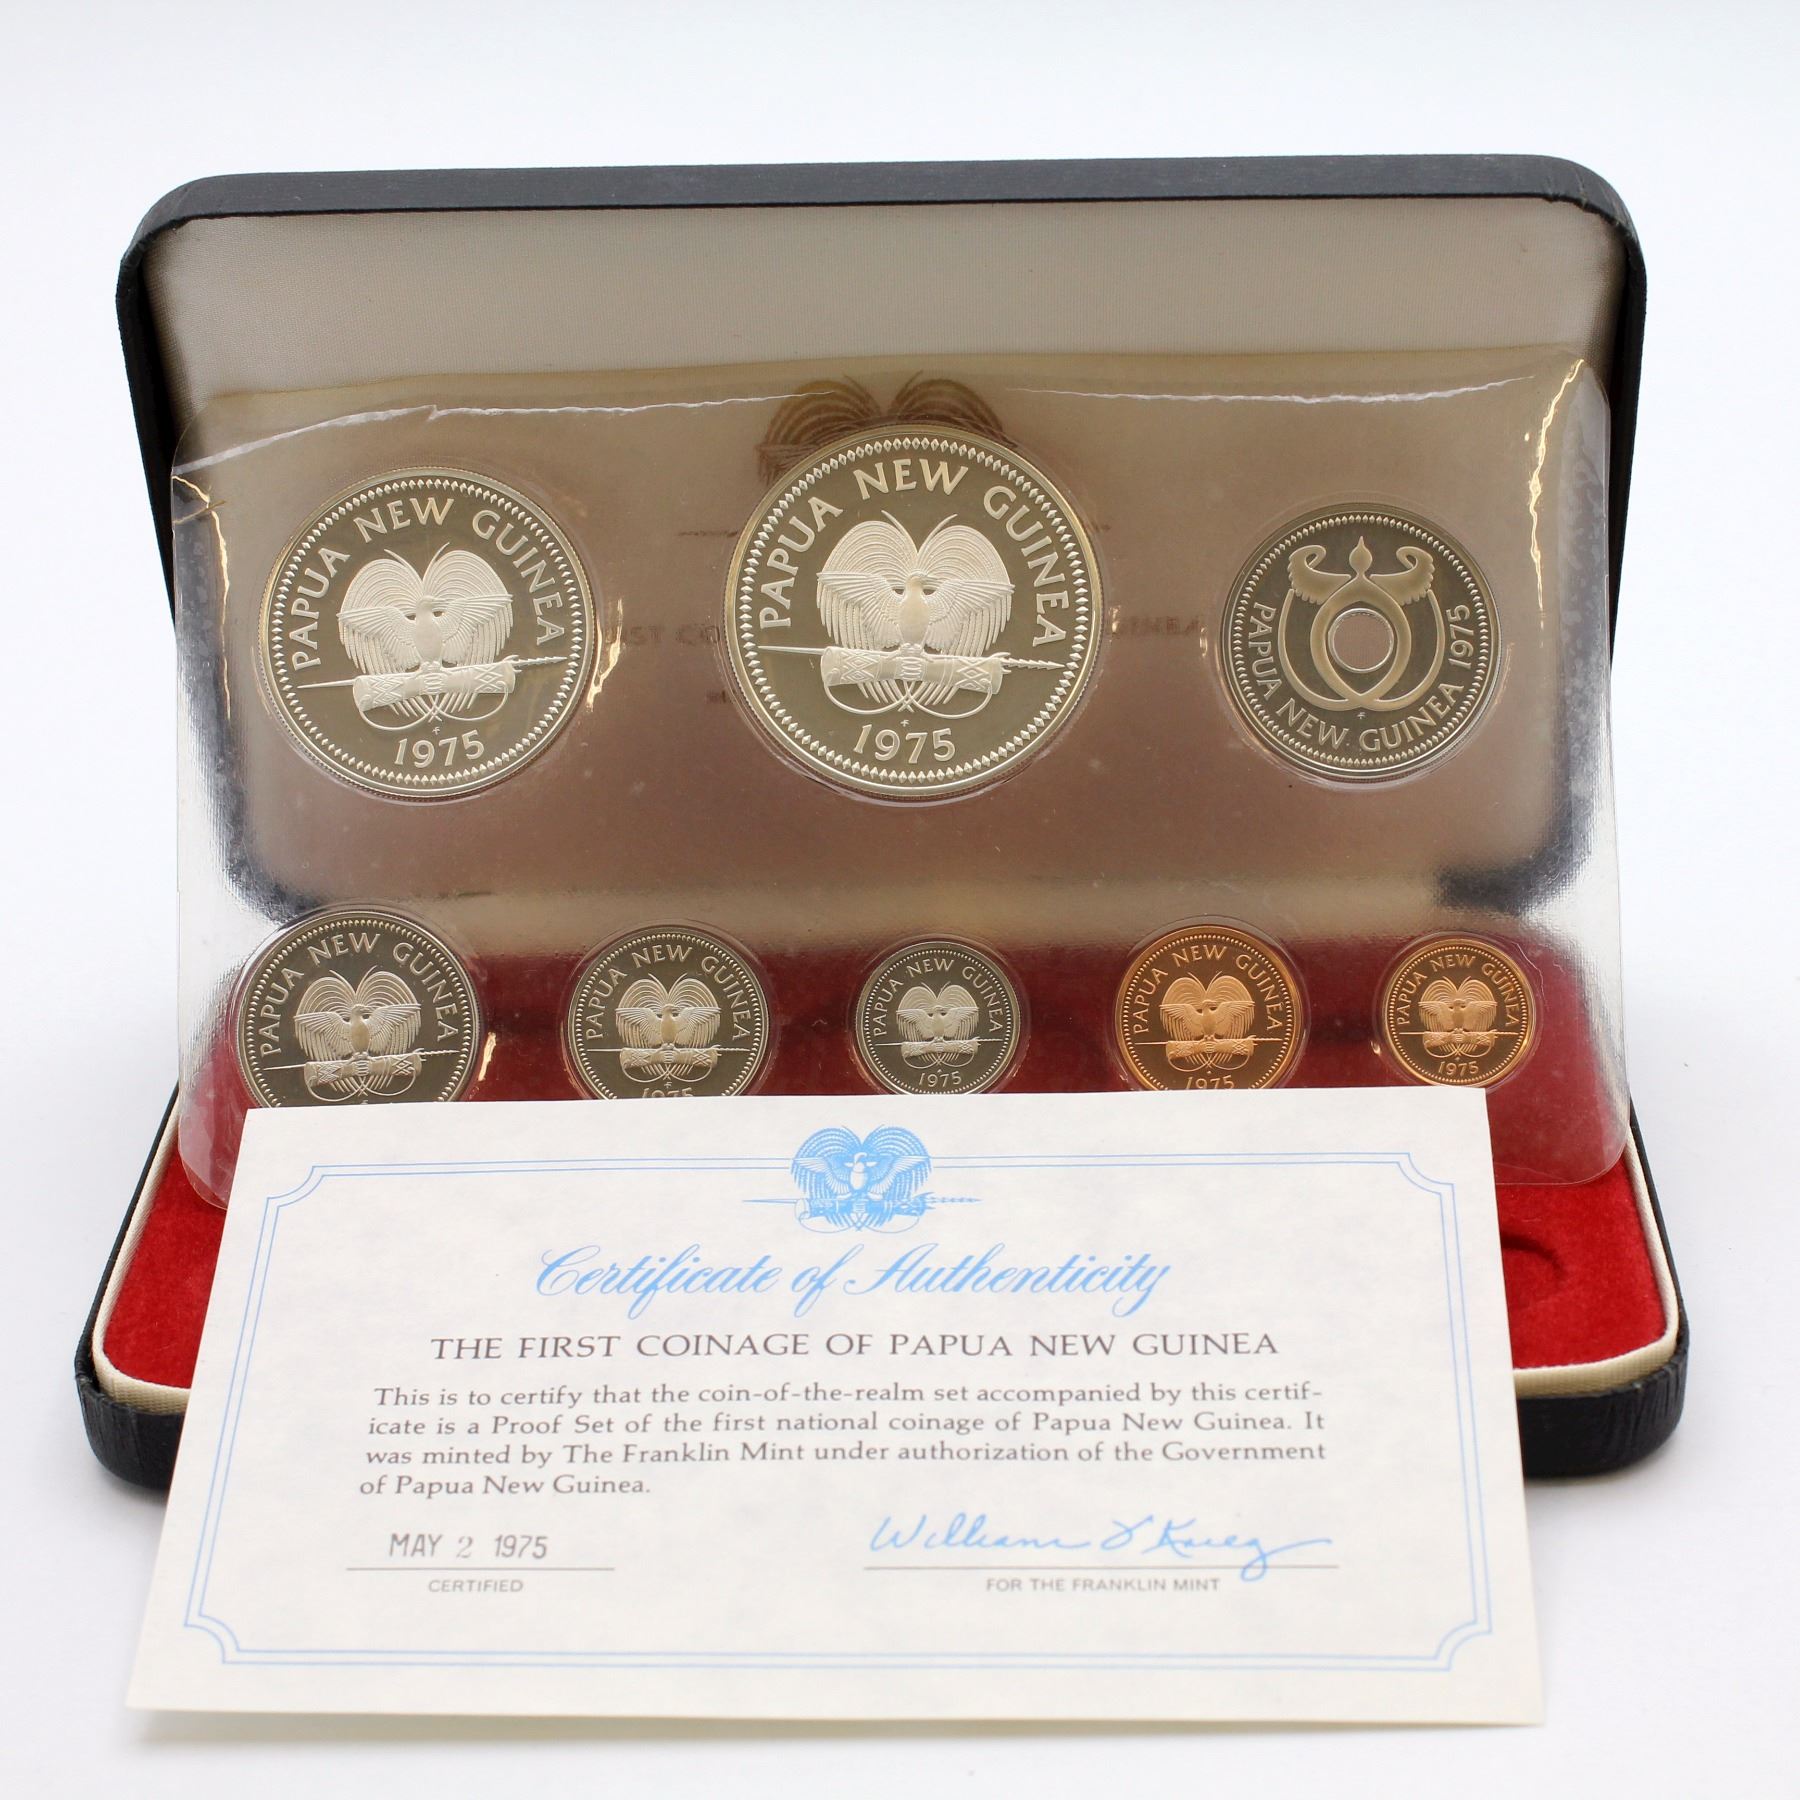 PAPUA NEW GUINEA
1975
PAPUA NEW GUINEA
1975
PAPUA NEW GUINEA 1975
PAPUA NEW GUINEA
PAPUA NEW GUINEA
1975
PAPUA NEW GUINEA
1975
PAPUA NEW GUINEA
1975
PAPUA NEW GUINEA
1975
Certificate of Authenticity
THE FIRST COINAGE OF PAPUA NEW GUINEA
This is to certify that the coin-of-the-realm set accompanied by this certif-
icate is a Proof Set of the first national coinage of Papua New Guinea. It
was minted by The Franklin Mint under authorization of the Government
of Papua New Guinea.
MAY 2 1975
CERTIFIED
William
FOR THE FRANKLIN MINT